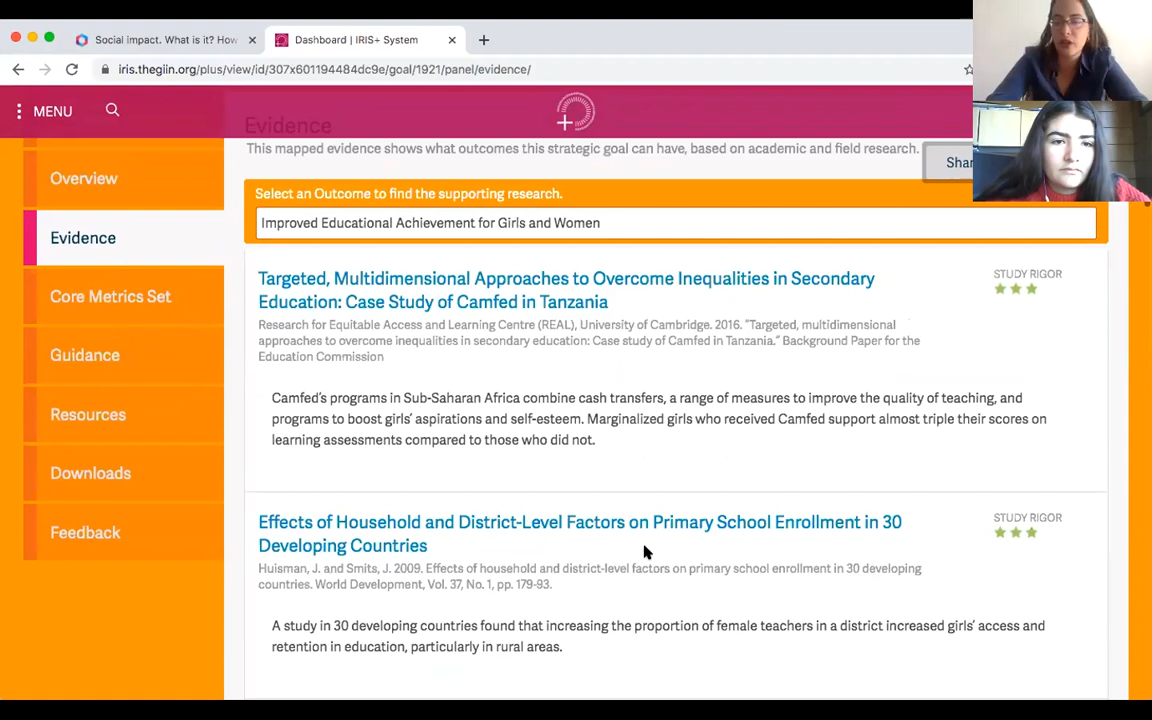 Social impact. What is it? How
Dashboard | IRIS+ System
iris.thegiin.org/plus/view/id/307x601194484dc9e/goal/1921/panel/evidence/
MENU
Evidence
This mapped evidence shows what outcomes this strategic goal can have, based on academic and field research.
Shar
Overview
Evidence
Core Metrics Set
Guidance
Resources
Downloads
Feedback
Select an Outcome to find the supporting research.
Improved Educational Achievement for Girls and Women
Targeted, Multidimensional Approaches to Overcome Inequalities in Secondary
Education: Case Study of Camfed in Tanzania
STUDY RIGOR
Research for Equitable Access and Learning Centre (REAL), University of Cambridge. 2016. "Targeted, multidimensional
approaches to overcome inequalities in secondary education: Case study of Camfed in Tanzania." Background Paper for the
Education Commission
Camfed's programs in Sub-Saharan Africa combine cash transfers, a range of measures to improve the quality of teaching, and
programs to boost girls' aspirations and self-esteem. Marginalized girls who received Camfed support almost triple their scores on
learning assessments compared to those who did not.
Effects of Household and District-Level Factors on Primary School Enrollment in 30
Developing Countries
STUDY RIGOR
Huisman, J. and Smits, J. 2009. Effects of household and district-level factors on primary school enrollment in 30 developing
countries. World Development, Vol. 37, No. 1, pp. 179-93.
A study in 30 developing countries found that increasing the proportion of female teachers in a district increased girls' access and
retention in education, particularly in rural areas.